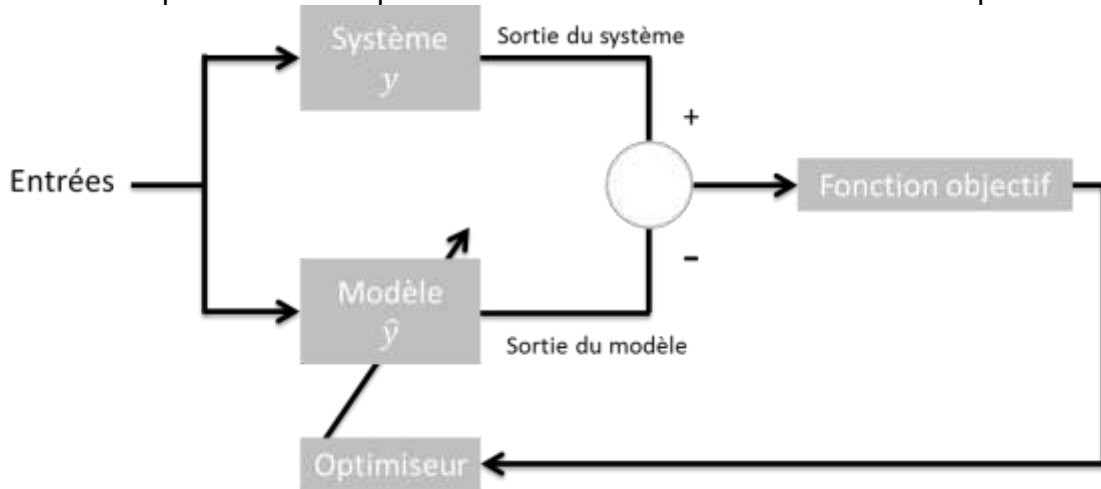 Système
y
Sortie du système
+
Entrées
Fonction objectif
-
Modèle
ŷ
Sortie du modèle
Optimiseur